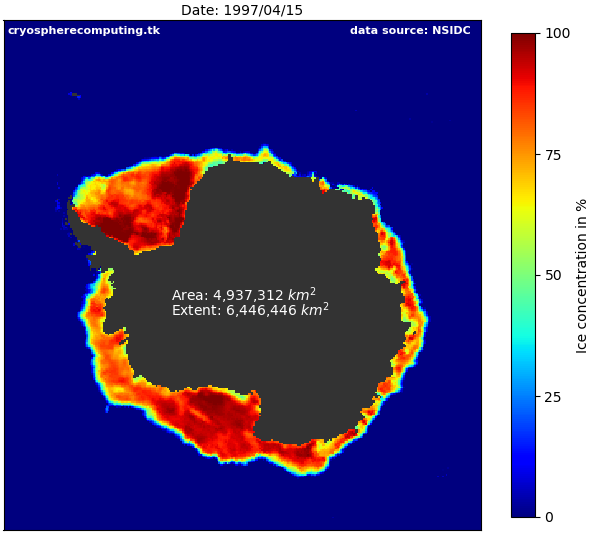 Date: 1997/04/15
cryospherecomputing.tk data source: NSIDC
Area: 4,937,312 km²
Extent: 6,446,446 km²
100
75
50
25
0
Ice concentration in %